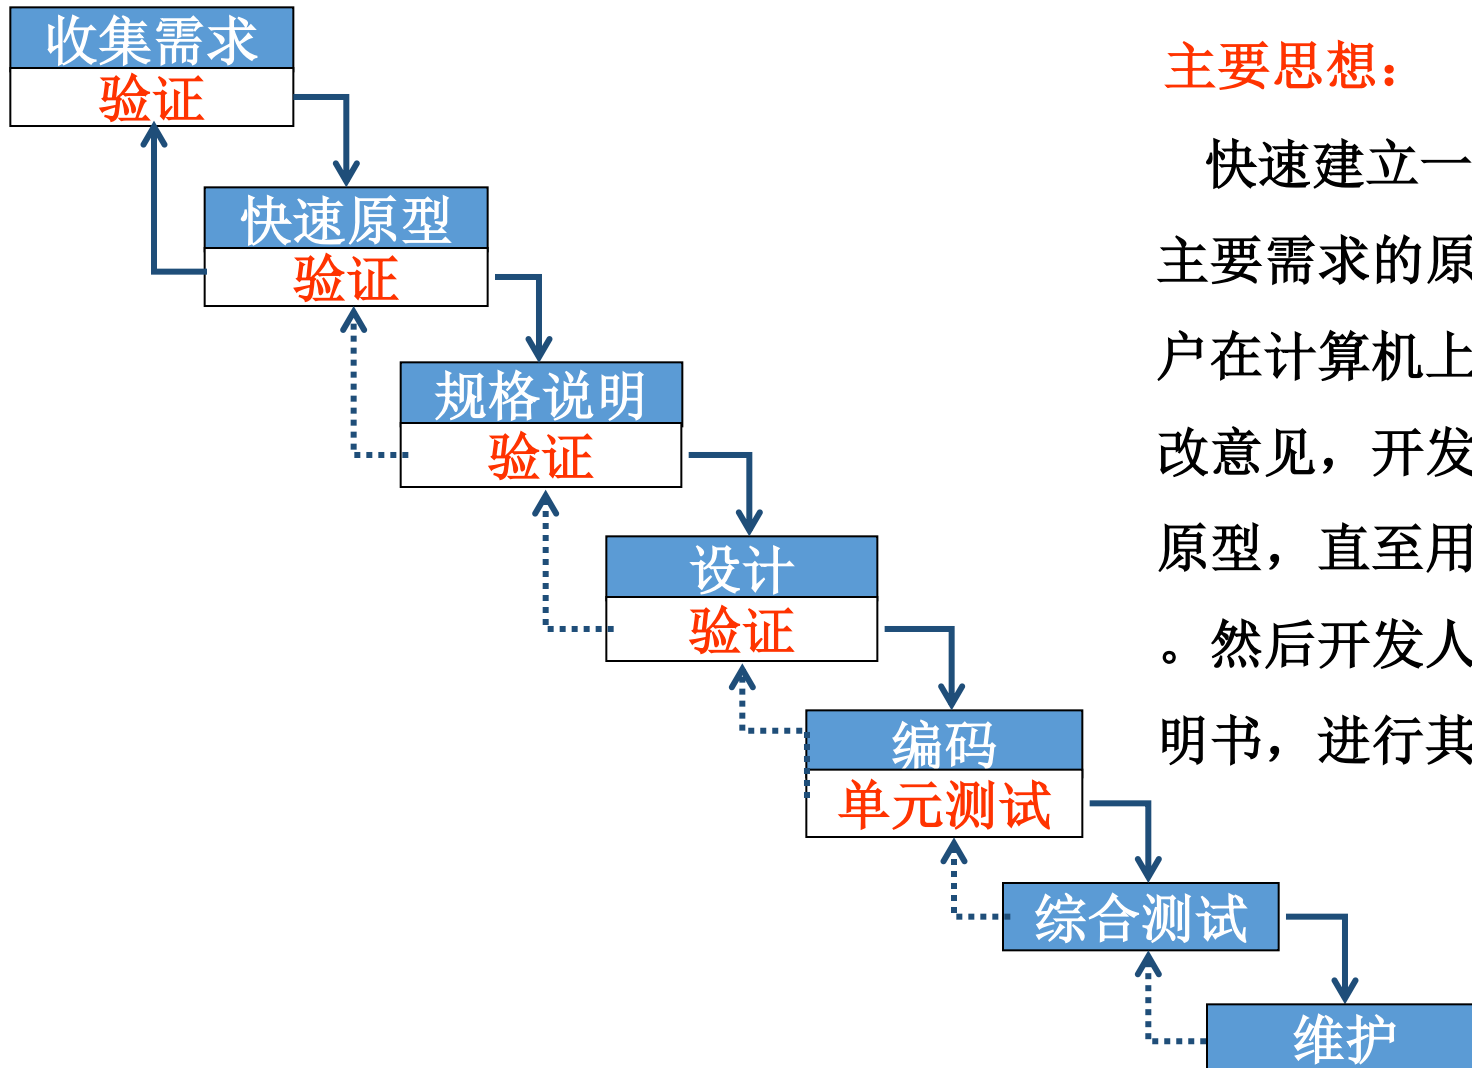 收集需求
验证
快速原型
验证
规格说明
验证
设计
验证
编码
单元测试
综合测试
维护
主要思想：
快速建立一
主要需求的原
户在计算机上
改意见，开发
原型，直至用
。然后开发人
明书，进行其